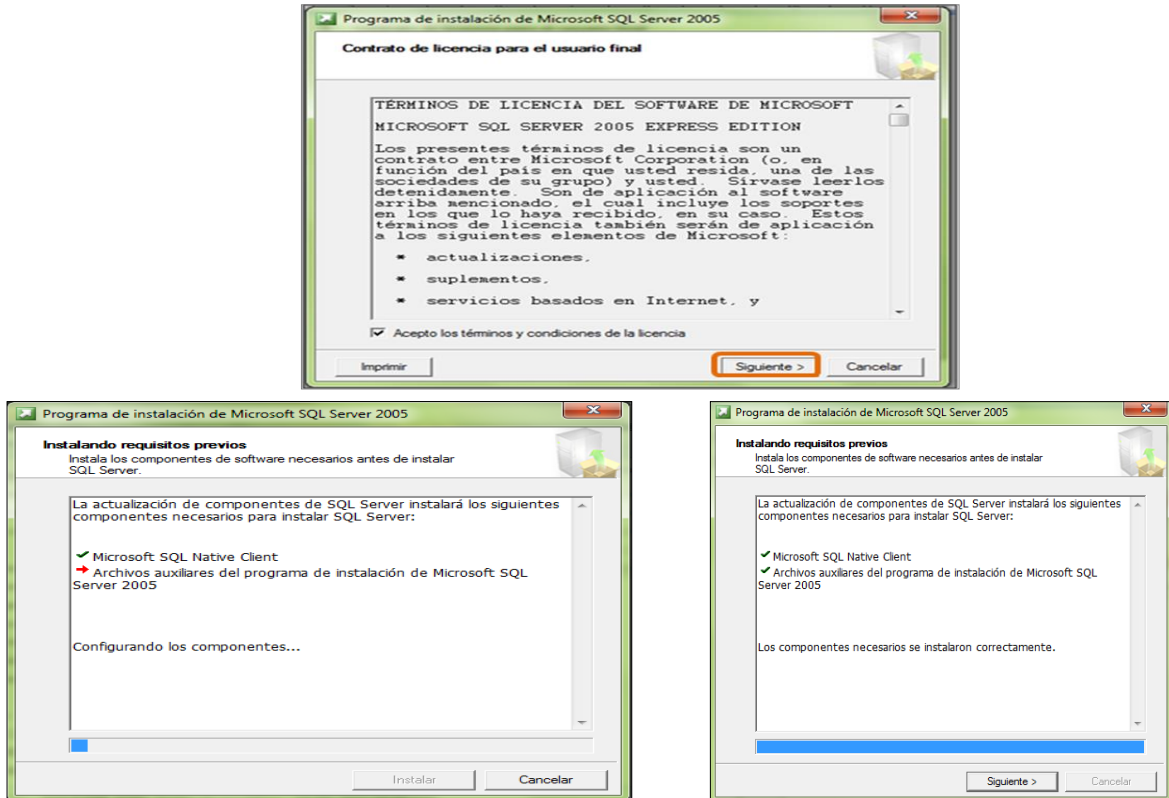 Programa de instalación de Microsoft SQL Server 2005
Contrato de licencia para el usuario final
TÉRMINOS DE LICENCIA DEL SOFTWARE DE MICROSOFT
MICROSOFT SQL SERVER 2005 EXPRESS EDITION
Los presentes términos de licencia son un
contrato entre Microsoft Corporation (o, en
función del país en que usted resida, una de las
sociedades de su grupo) y usted. Sírvase leerlos
detenidamente. Son de aplicación al software
arriba mencionado, el cual incluye los soportes
en los que lo haya recibido, en su caso. Estos
términos de licencia también serán de aplicación
a los siguientes elementos de Microsoft:
* actualizaciones,
* suplementos,
* servicios basados en Internet, y
Acepto los términos y condiciones de la licencia
Imprimir
Siguiente >
Cancelar
Programa de instalación de Microsoft SQL Server 2005
Instalando requisitos previos
Instala los componentes de software necesarios antes de instalar
SQL Server.
La actualización de componentes de SQL Server instalará los siguientes
componentes necesarios para instalar SQL Server:
Microsoft SQL Native Client
Archivos auxiliares del programa de instalación de Microsoft SQL
Server 2005
Configurando los componentes...
Instalar
Cancelar
Programa de instalación de Microsoft SQL Server 2005
Instalando requisitos previos
Instala los componentes de software necesarios antes de instalar
SQL Server.
La actualización de componentes de SQL Server instalará los siguientes
componentes necesarios para instalar SQL Server:
Microsoft SQL Native Client
Archivos auxiliares del programa de instalación de Microsoft SQL
Server 2005
Los componentes necesarios se instalaron correctamente.
Siguiente >
Cancelar